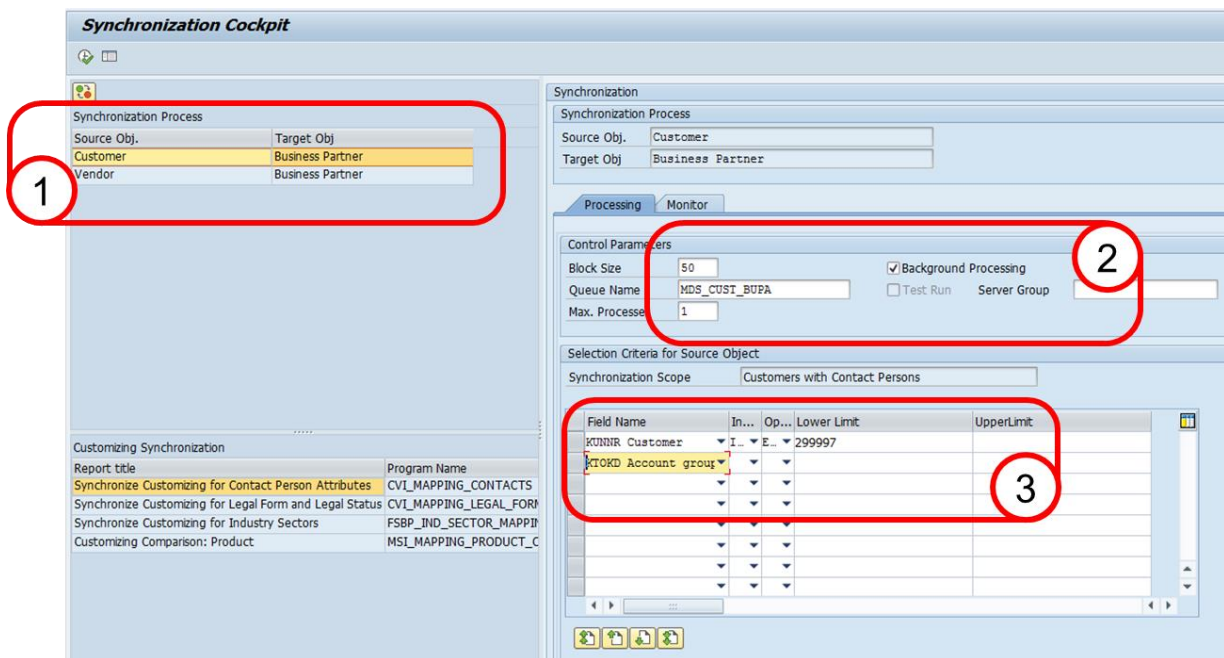 Synchronization Cockpit
Synchronization Process
Source Obj. Target Obj
Customer Business Partner
Vendor Business Partner
1
Customizing Synchronization
Report title Program Name
Synchronize Customizing for Contact Person Attributes CVI_MAPPING_CONTACTS
Synchronize Customizing for Legal Form and Legal Status CVI_MAPPING_LEGAL_FORM
Synchronize Customizing for Industry Sectors FSBP_IND_SECTOR_MAPPIN
Customizing Comparison: Product MSI_MAPPING_PRODUCT_C
Synchronization
Synchronization Process
Source Obj. Customer
Target Obj Business Partner
Processing Monitor
Control Parameters
Block Size 50 Background Processing
Queue Name MDS_CUST_BUPA Test Run Server Group
Max. Processe 1
2
Selection Criteria for Source Object
Synchronization Scope Customers with Contact Persons
Field Name In... Op... Lower Limit UpperLimit
KUNNR Customer I.. E.. 299997
KTOKD Account group
3